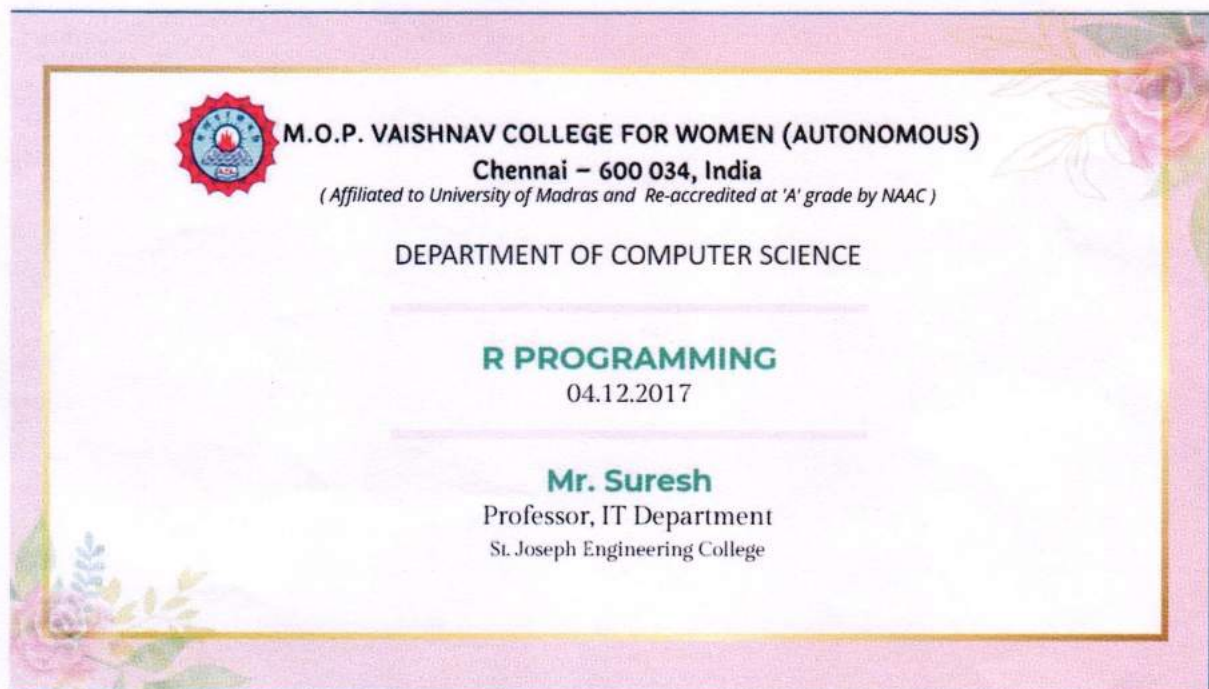 M.O.P. VAISHNAV COLLEGE FOR WOMEN (AUTONOMOUS)
Chennai – 600 034, India
( Affiliated to University of Madras and Re-accredited at 'A' grade by NAAC )
DEPARTMENT OF COMPUTER SCIENCE
R PROGRAMMING
04.12.2017
Mr. Suresh
Professor, IT Department
St. Joseph Engineering College